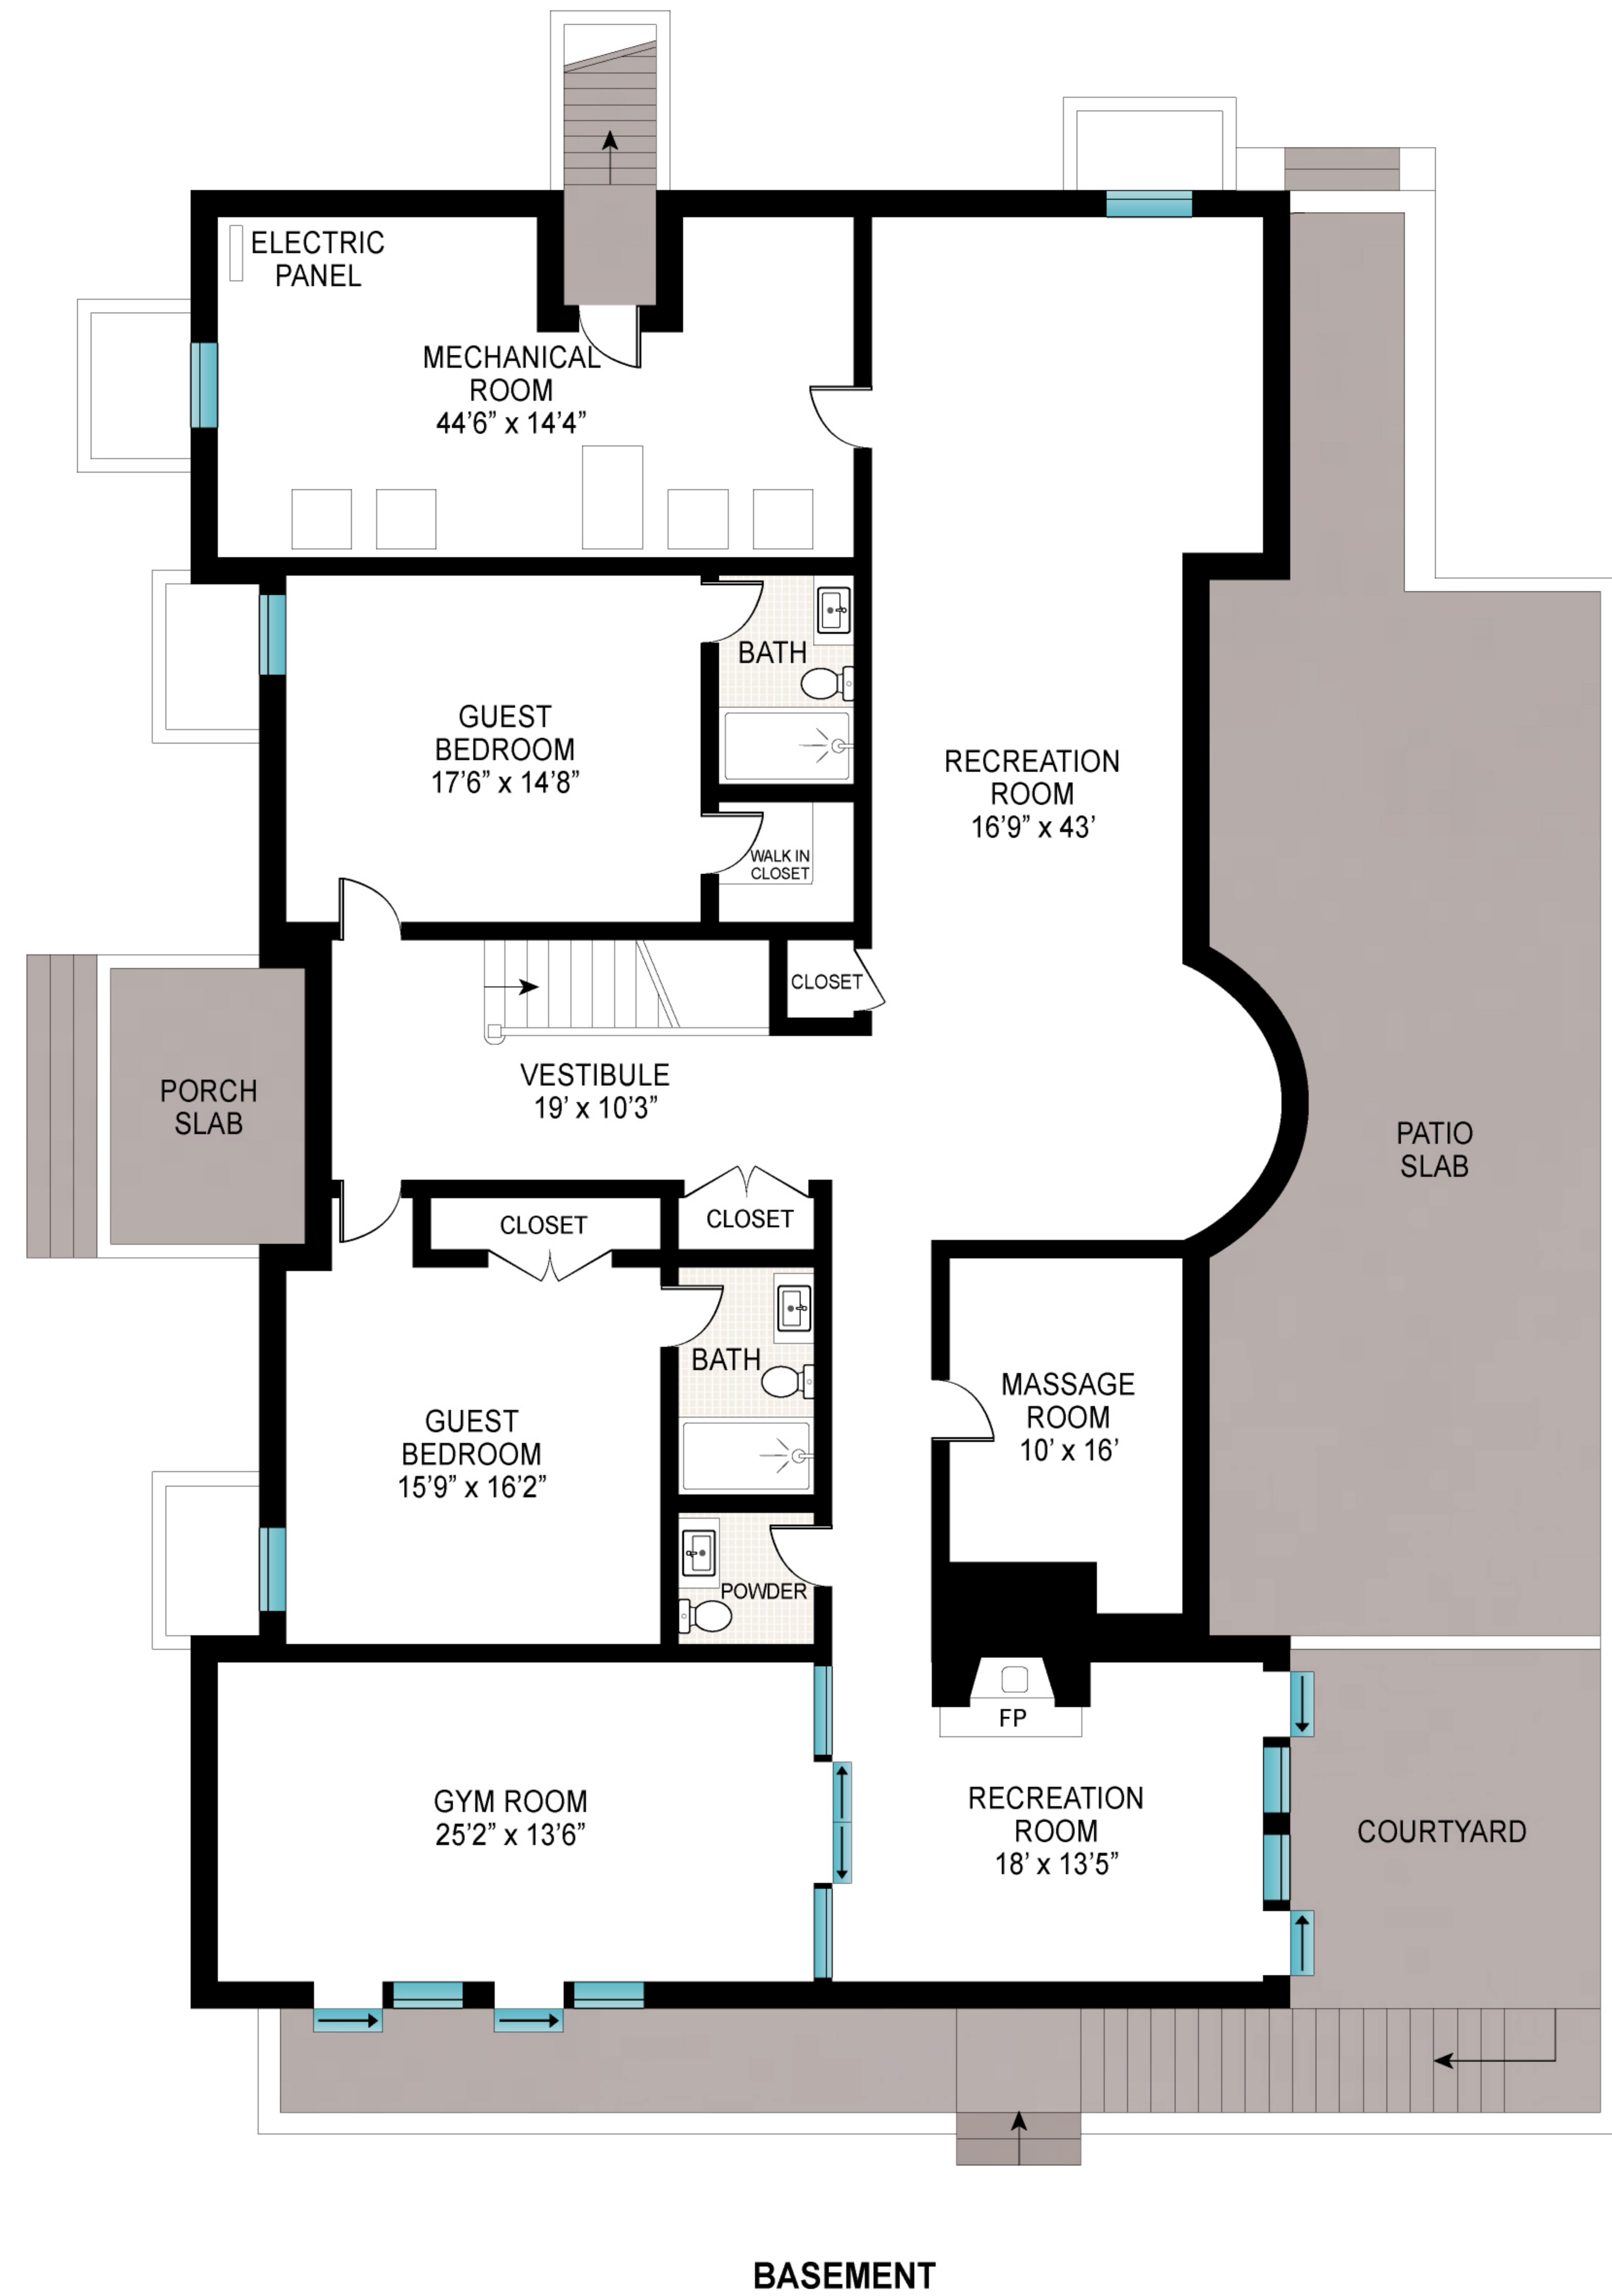 ELECTRIC
PANEL
MECHANICAL
ROOM
44’6” x 14’4”
BATH
GUEST
BEDROOM
17’6” x 14’8”
RECREATION
ROOM
16’9” x 43’
WALK IN
CLOSET
CLOSET
VESTIBULE
19’ x 10’3”
PORCH
SLAB
PATIO
SLAB
CLOSET
CLOSET
BATH
MASSAGE
ROOM
10’ x 16’
GUEST
BEDROOM
15’9” x 16’2”
POWDER
FP
GYM ROOM
25’2” x 13’6”
RECREATION
ROOM
18’ x 13’5”
COURTYARD
BASEMENT